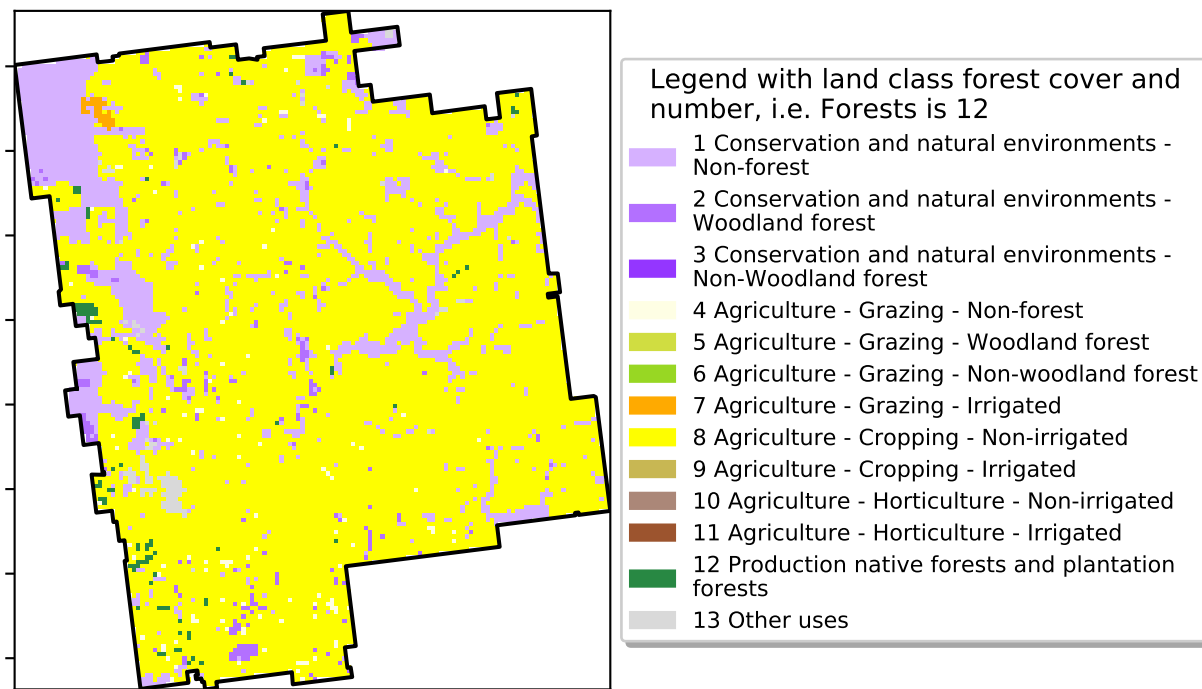 Legend with land class forest cover and
number, i.e. Forests is 12
1 Conservation and natural environments -
Non-forest
2 Conservation and natural environments -
Woodland forest
3 Conservation and natural environments -
Non-Woodland forest
4 Agriculture - Grazing - Non-forest
5 Agriculture - Grazing - Woodland forest
6 Agriculture - Grazing - Non-woodland forest
7 Agriculture - Grazing - Irrigated
8 Agriculture - Cropping - Non-irrigated
9 Agriculture - Cropping - Irrigated
10 Agriculture - Horticulture - Non-irrigated
11 Agriculture - Horticulture - Irrigated
12 Production native forests and plantation
forests
13 Other uses